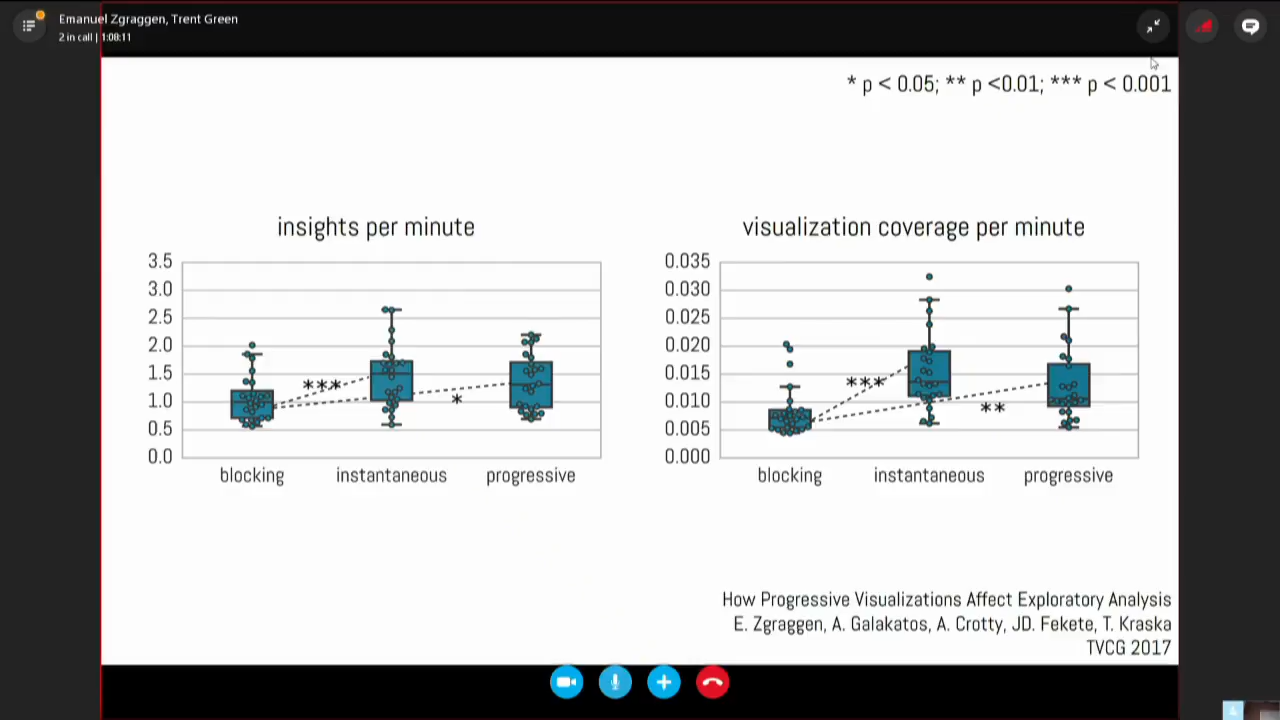 Emanuel Zgraggen, Trent Green
2 in call | 1:08:11
* p < 0.05; ** p <0.01; *** p < 0.001
insights per minute
3.5
3.0
2.5
2.0
1.5
1.0
0.5
0.0
***
*
blocking
instantaneous
progressive
visualization coverage per minute
0.035
0.030
0.025
0.020
0.015
0.010
0.005
0.000
***
**
blocking
instantaneous
progressive
How Progressive Visualizations Affect Exploratory Analysis
E. Zgraggen, A. Galakatos, A. Crotty, JD. Fekete, T. Kraska
TVCG 2017